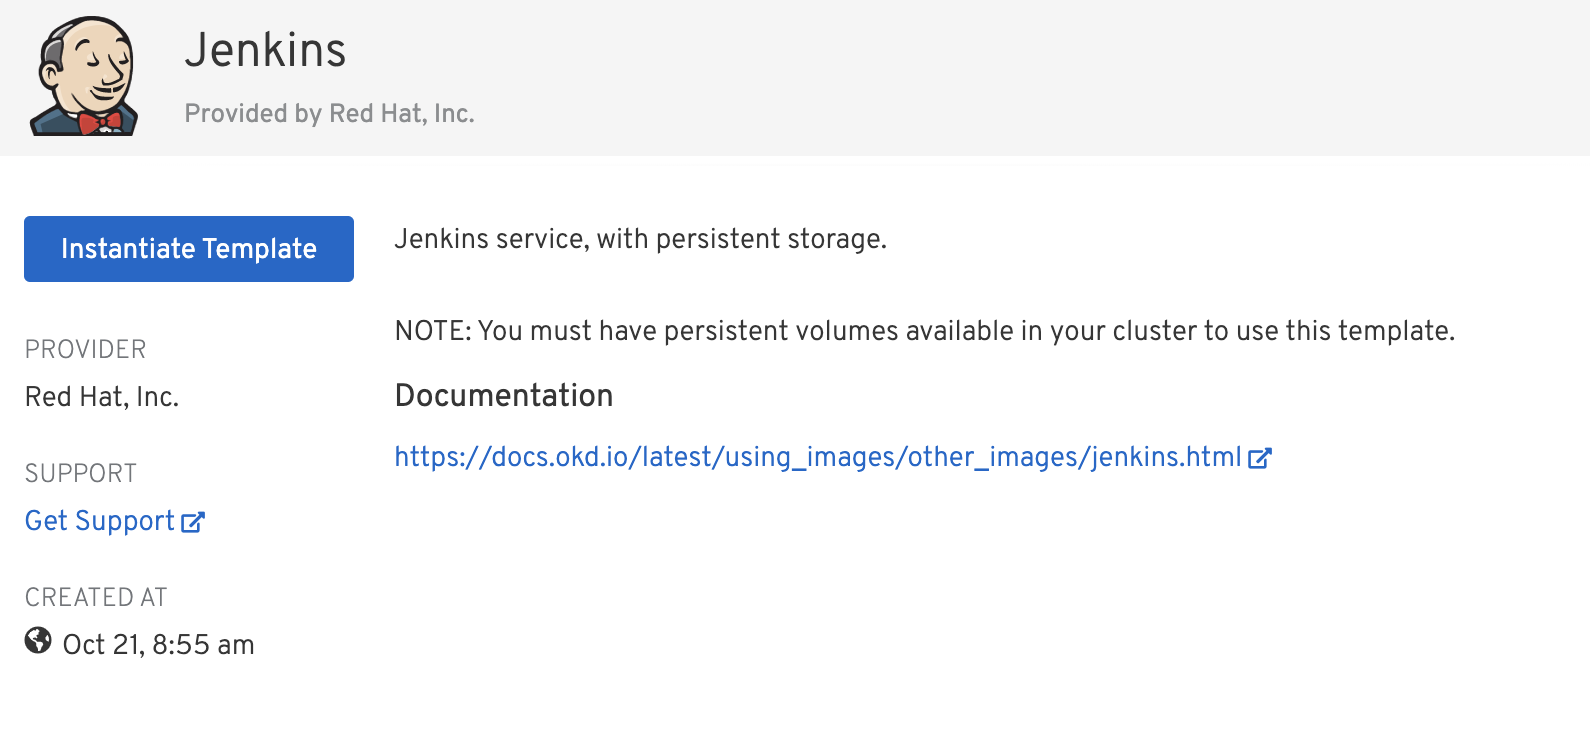 Jenkins
Provided by Red Hat, Inc.
Instantiate Template
PROVIDER
Red Hat, Inc.
SUPPORT
Get Support
CREATED AT
Oct 21, 8:55 am
Jenkins service, with persistent storage.
NOTE: You must have persistent volumes available in your cluster to use this template.
Documentation
https://docs.okd.io/latest/using_images/other_images/jenkins.html